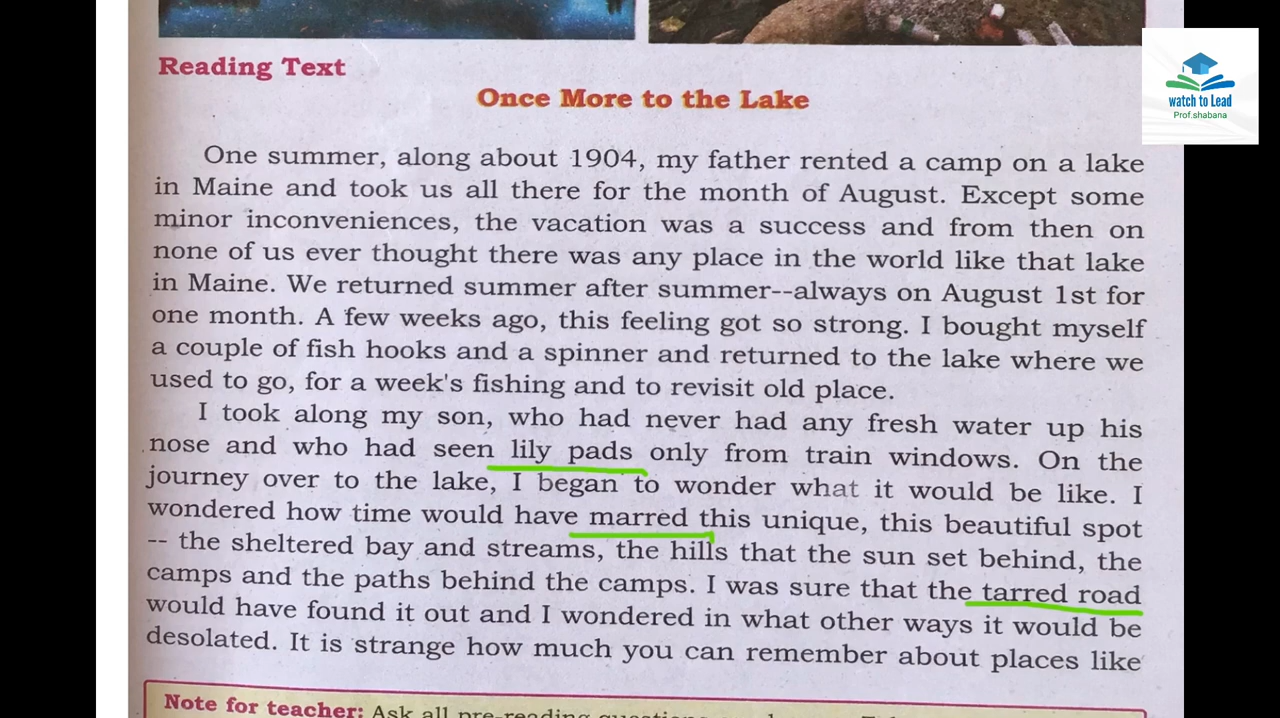 Reading Text
Once More to the Lake
watch to Lead
Prof.shabana
One summer, along about 1904, my father rented a camp on a lake
in Maine and took us all there for the month of August. Except some
minor inconveniences, the vacation was a success and from then on
none of us ever thought there was any place in the world like that lake
in Maine. We returned summer after summer--always on August 1st for
one month. A few weeks ago, this feeling got so strong. I bought myself
a couple of fish hooks and a spinner and returned to the lake where we
used to go, for a week's fishing and to revisit old place.
I took along my son, who had never had any fresh water up his
nose and who had seen lily pads only from train windows. On the
journey over to the lake, I began to wonder what it would be like. I
wondered how time would have marred this unique, this beautiful spot
-- the sheltered bay and streams, the hills that the sun set behind, the
camps and the paths behind the camps. I was sure that the tarred road
would have found it out and I wondered in what other ways it would be
desolated. It is strange how much you can remember about places like
Note for teacher: Ask all pre-reading questions